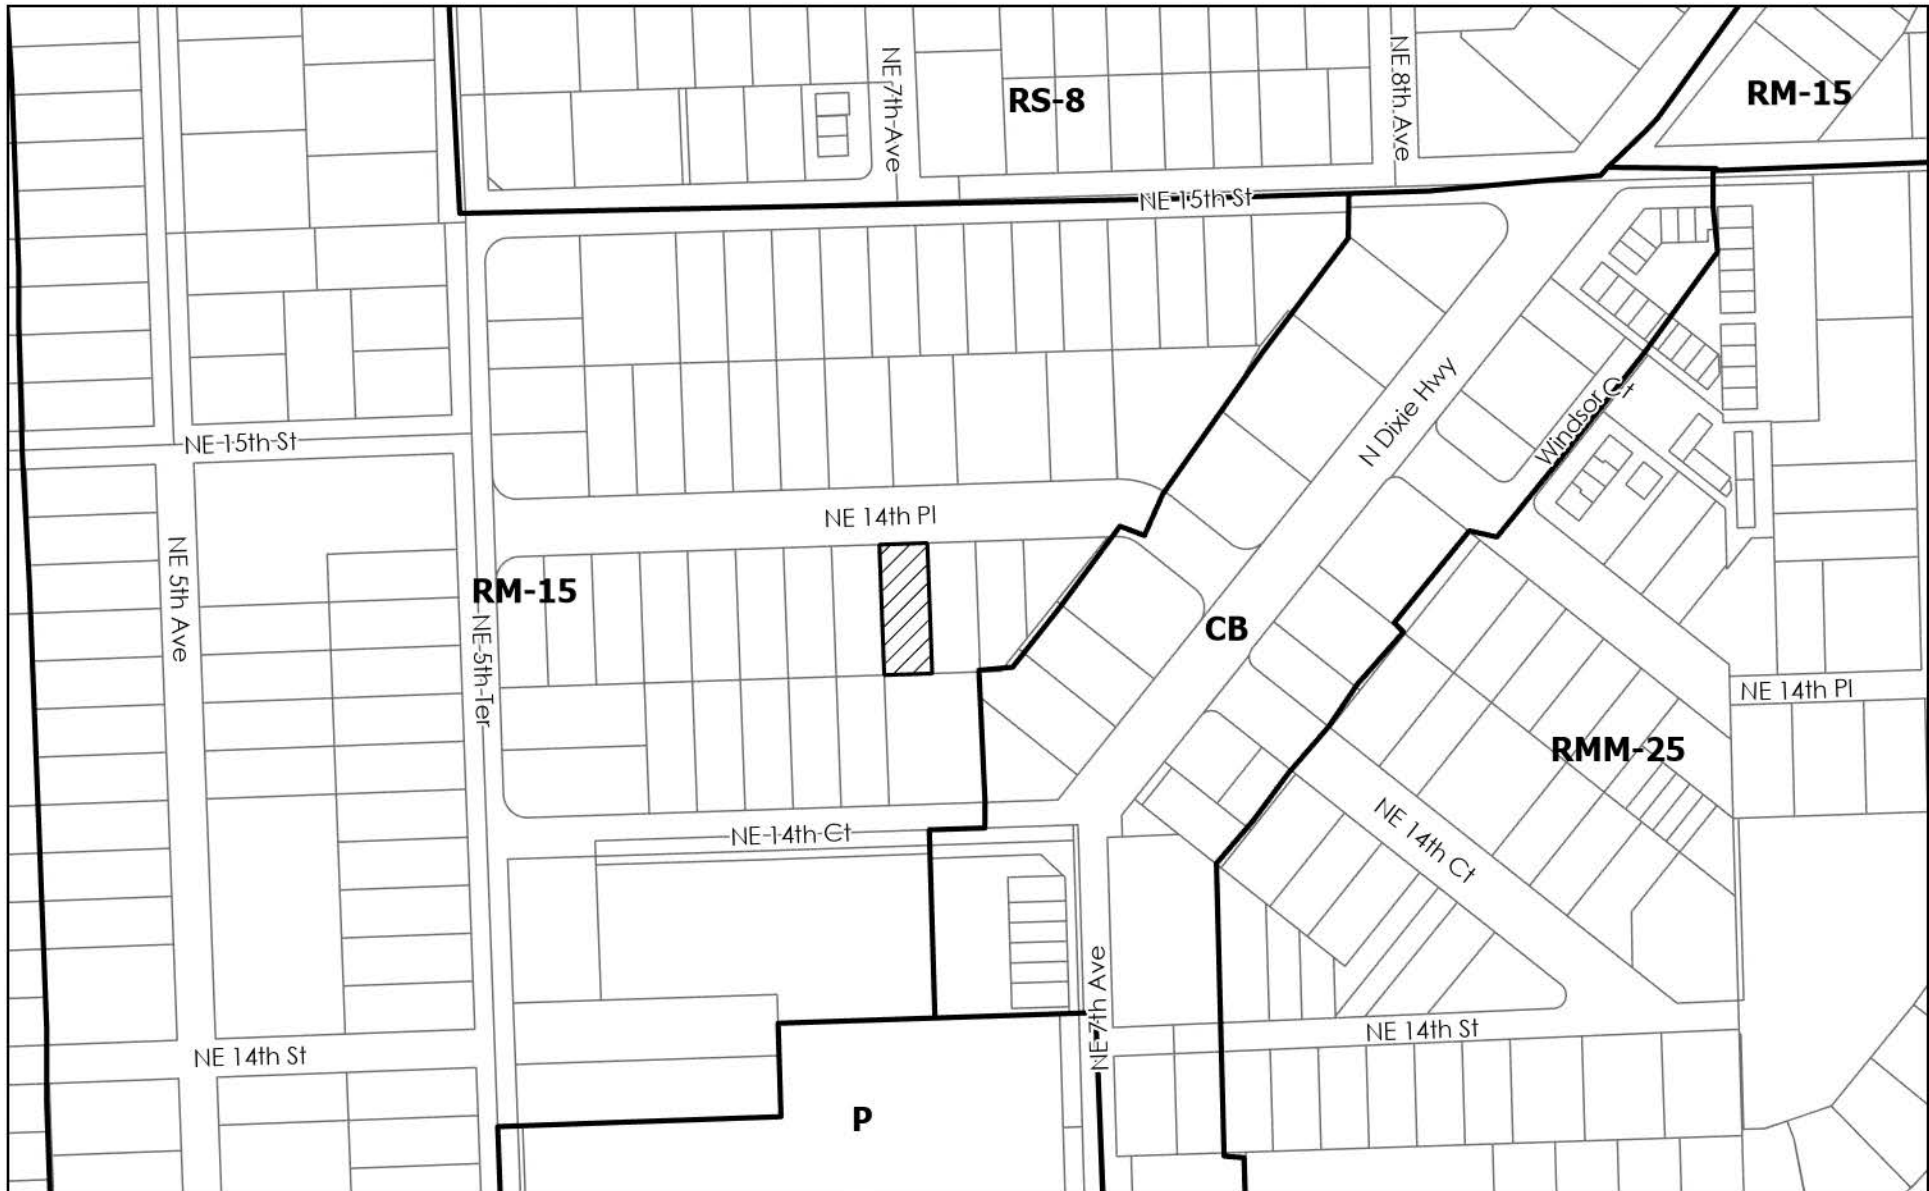 NE 7th Ave
NE 8th Ave
RM-15
RS-8
NE 15th St
N Dixie Hwy
Windsor Ct
NE 15th St
NE 14th Pl
NE 5th Ave
RM-15
NE 5th Ter
CB
NE 14th Pl
RMM-25
NE 14th Ct
NE 14th Ct
NE 7th Ave
NE 14th St
NE 14th St
P